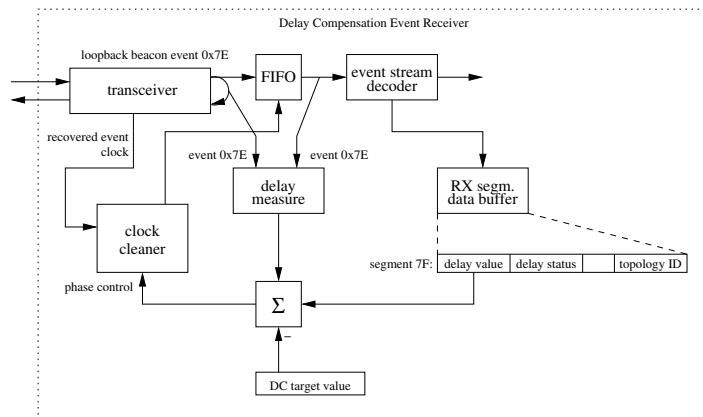 Delay Compensation Event Receiver
loopback beacon event 0x7E
transceiver
FIFO
event stream
decoder
recovered event
clock
event 0x7E
event 0x7E
delay
measure
RX segm.
data buffer
clock
cleaner
segment 7F:
delay value
delay status
topology ID
phase control
Σ
–
DC target value